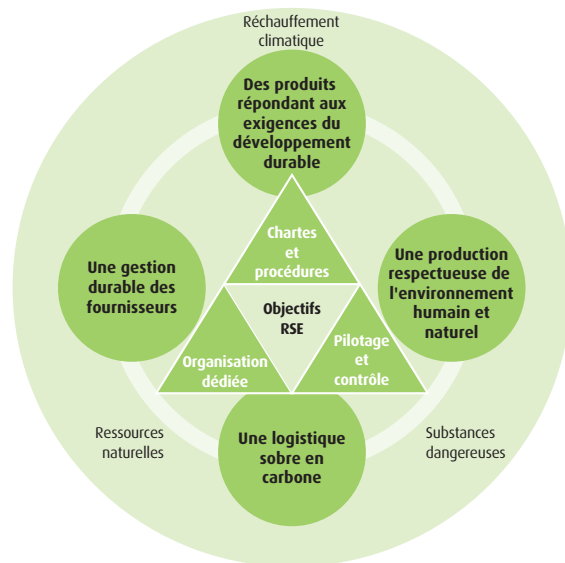 Réchauffement
climatique
Des produits
répondant aux
exigences du
développement
durable
Chartes
et
procédures
Une gestion
durable des
fournisseurs
Une production
respectueuse de
l'environnement
humain et
naturel
Objectifs
RSE
Organisation
dédiée
Pilotage
et
contrôle
Ressources
naturelles
Une logistique
sobre en
carbone
Substances
dangereuses